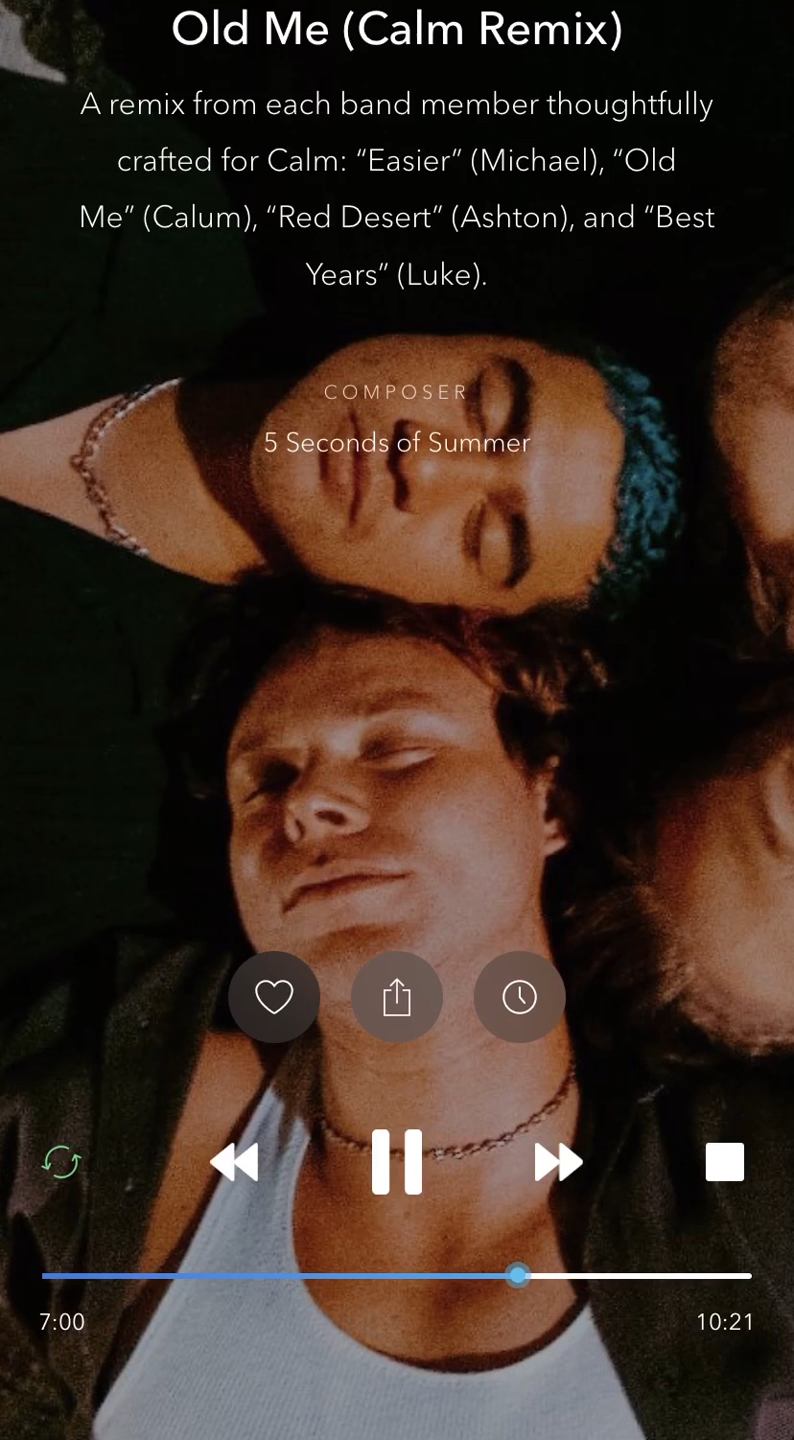 Old Me (Calm Remix)
A remix from each band member thoughtfully
crafted for Calm: “Easier” (Michael), “Old
Me” (Calum), “Red Desert” (Ashton), and “Best
Years” (Luke).
COMPOSER
5 Seconds of Summer
7:00
10:21